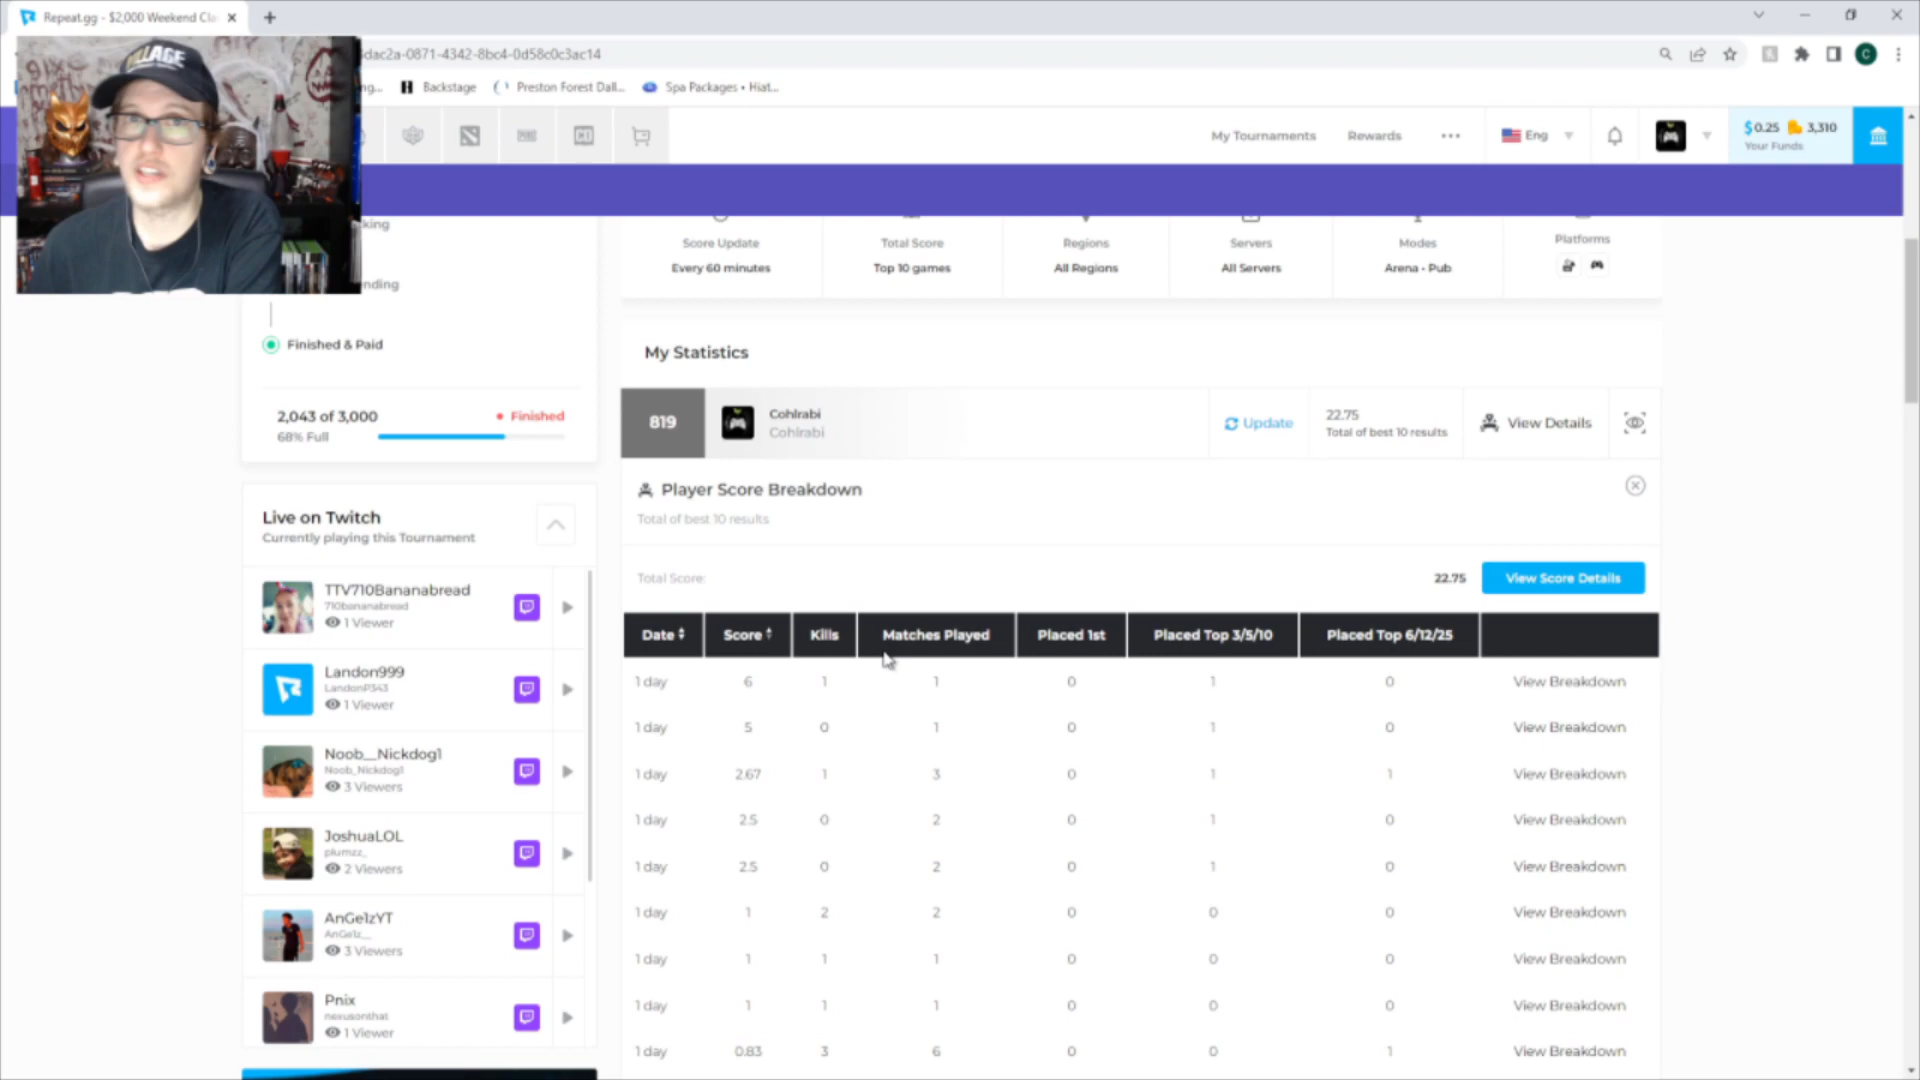 Repeat.gg - $2,000 Weekend Cla
dac2a-0871-4342-8bc4-0d58c0c3ac14
ng...
Backstage
Preston Forest Dall...
Spa Packages • Hiat...
C
My Tournaments
Rewards
Eng
$0.25 3,310
Your Funds
king
nding
Finished & Paid
2,043 of 3,000
Finished
68% Full
Live on Twitch
Currently playing this Tournament
TTV710Bananabread
710bananabread
1 Viewer
Landon999
LandonP343
1 Viewer
Noob__Nickdog1
Noob_Nickdog1
3 Viewers
JoshuaLOL
plumzz_
2 Viewers
AnGe1zYT
AnGe1z__
3 Viewers
Pnix
nexusonthat
1 Viewer
Score Update
Every 60 minutes
Total Score
Top 10 games
Regions
All Regions
Servers
All Servers
Modes
Arena - Pub
Platforms
My Statistics
819
Cohlrabi
Cohlrabi
Update
22.75
Total of best 10 results
View Details
Player Score Breakdown
Total of best 10 results
Total Score:
22.75
View Score Details
Date Score Kills Matches Played Placed 1st Placed Top 3/5/10 Placed Top 6/12/25
1 day 6 1 1 0 1 0 View Breakdown
1 day 5 0 1 0 1 0 View Breakdown
1 day 2.67 1 3 0 1 1 View Breakdown
1 day 2.5 0 2 0 1 0 View Breakdown
1 day 2.5 0 2 0 1 0 View Breakdown
1 day 1 2 2 0 0 0 View Breakdown
1 day 1 1 1 0 0 0 View Breakdown
1 day 1 1 1 0 0 0 View Breakdown
1 day 0.83 3 6 0 0 1 View Breakdown